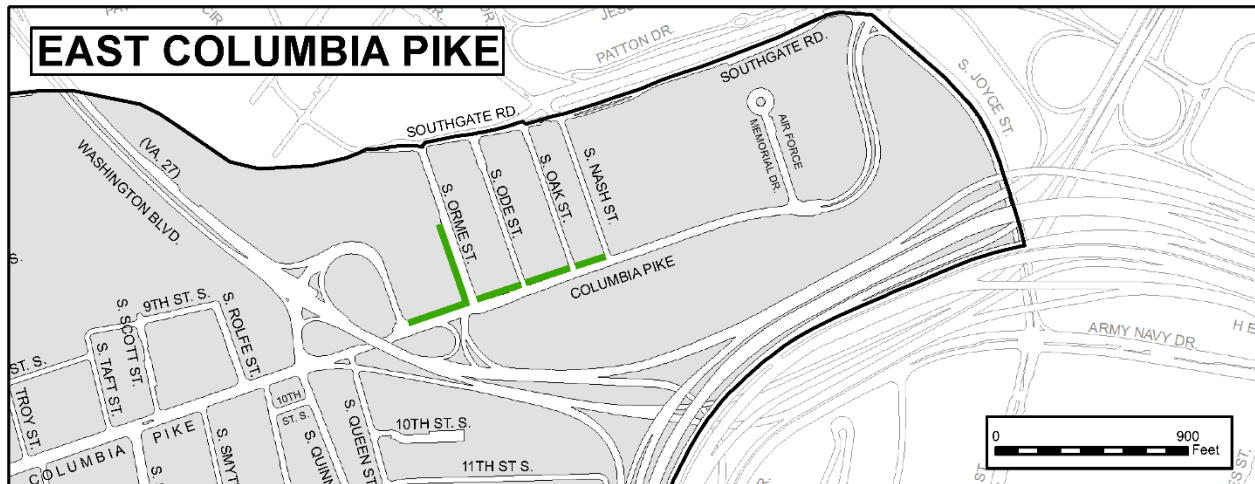 EAST COLUMBIA PIKE
PATTON DR.
SOUTHGATE RD.
SOUTHGATE RD.
S. JOYCE ST.
(VA. 27)
WASHINGTON BLVD.
AIR FORCE
MEMORIAL DR.
S. ORME ST.
S. ODE ST.
S. OAK ST.
S. NASH ST.
COLUMBIA PIKE
S.
9TH ST. S.
S. SCOTT ST.
S. ROLFE ST.
S. TAFT ST.
ST. S.
TROY ST.
ARMY NAVY DR.
10TH
ST. S.
S. QUEEN ST.
10TH ST. S.
COLUMBIA PIKE
11TH ST S.
0 900
Feet